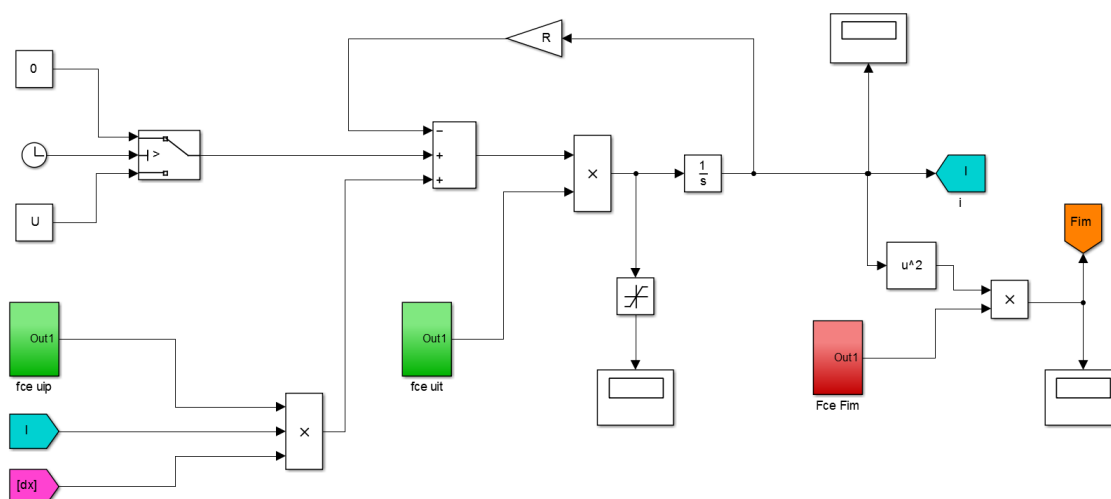 R
0
−
>
+
1
s
I
+
×
i
U
Fim
u^2
×
Out1
Out1
Out1
fce uip
fce uit
Fce Fim
I
×
[dx]